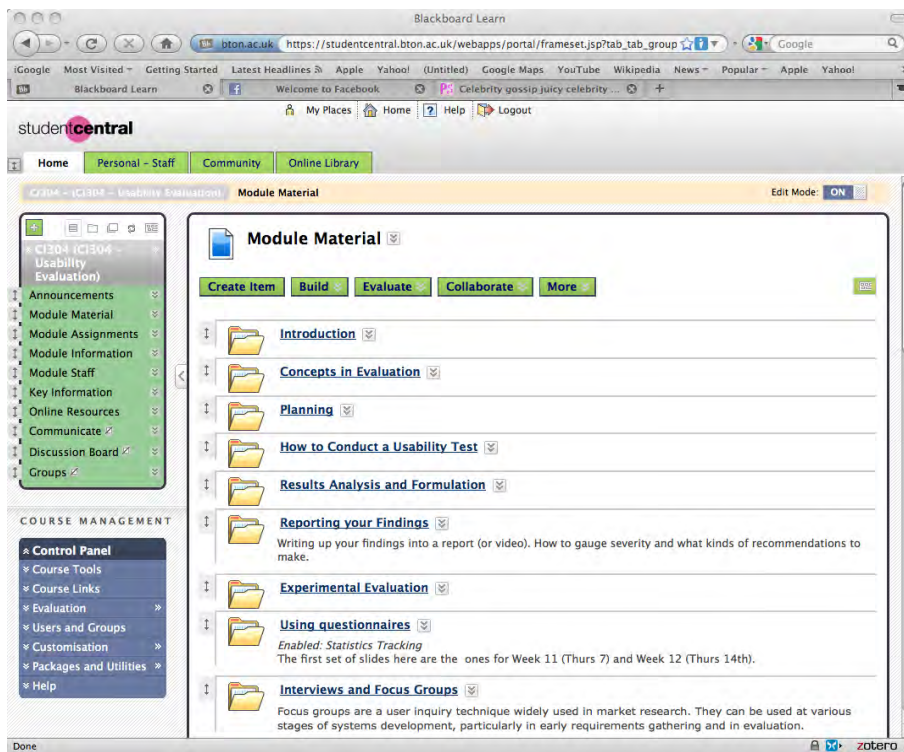 Blackboard Learn
bton.ac.uk https://studentcentral.bton.ac.uk/webapps/portal/frameset.jsp?tab_tab_group Google
iGoogle Most Visited Getting Started Latest Headlines Apple Yahoo! (Untitled) Google Maps YouTube Wikipedia News Popular Apple Yahoo!
Blackboard Learn Welcome to Facebook Celebrity gossip juicy celebrity ... +
My Places Home ? Help Logout
studentcentral
Home Personal - Staff Community Online Library
CI304 - (CI304 - Usability Evaluation) Module Material Edit Mode: ON
CI304 (CI304 -
Usability
Evaluation)
Announcements
Module Material
Module Assignments
Module Information
Module Staff
Key Information
Online Resources
Communicate
Discussion Board
Groups
COURSE MANAGEMENT
Control Panel
Course Tools
Course Links
Evaluation
Users and Groups
Customisation
Packages and Utilities
Help
Module Material
Create Item Build Evaluate Collaborate More
Introduction
Concepts in Evaluation
Planning
How to Conduct a Usability Test
Results Analysis and Formulation
Reporting your Findings
Writing up your findings into a report (or video). How to gauge severity and what kinds of recommendations to
make.
Experimental Evaluation
Using questionnaires
Enabled: Statistics Tracking
The first set of slides here are the ones for Week 11 (Thurs 7) and Week 12 (Thurs 14th).
Interviews and Focus Groups
Focus groups are a user inquiry technique widely used in market research. They can be used at various
stages of systems development, particularly in early requirements gathering and in evaluation.
Done zotero